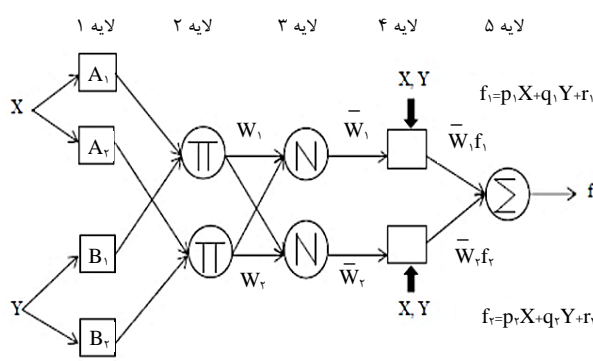 لایه ۱ لایه ۲ لایه ۳ لایه ۴ لایه ۵
X, Y
f۱=p۱X+q۱Y+r۱
A۱
X
W۱
W̅۱
W̅۱f۱
A۲
∏
N
∑
f
B۱
∏
N
W۲
W̅۲
W̅۲f۲
Y
X, Y
B۲
f۲=p۲X+q۲Y+r۲